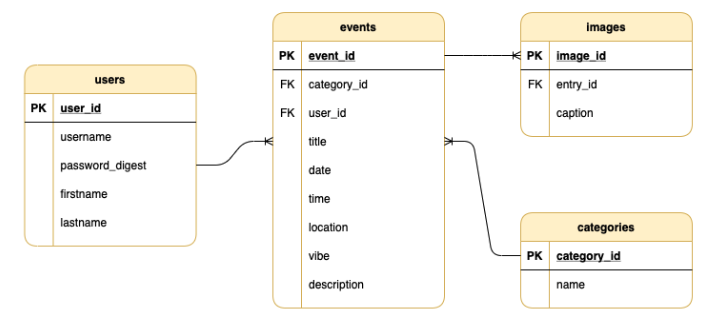 users
PK user_id
username
password_digest
firstname
lastname
events
PK event_id
FK category_id
FK user_id
title
date
time
location
vibe
description
images
PK image_id
FK entry_id
caption
categories
PK category_id
name